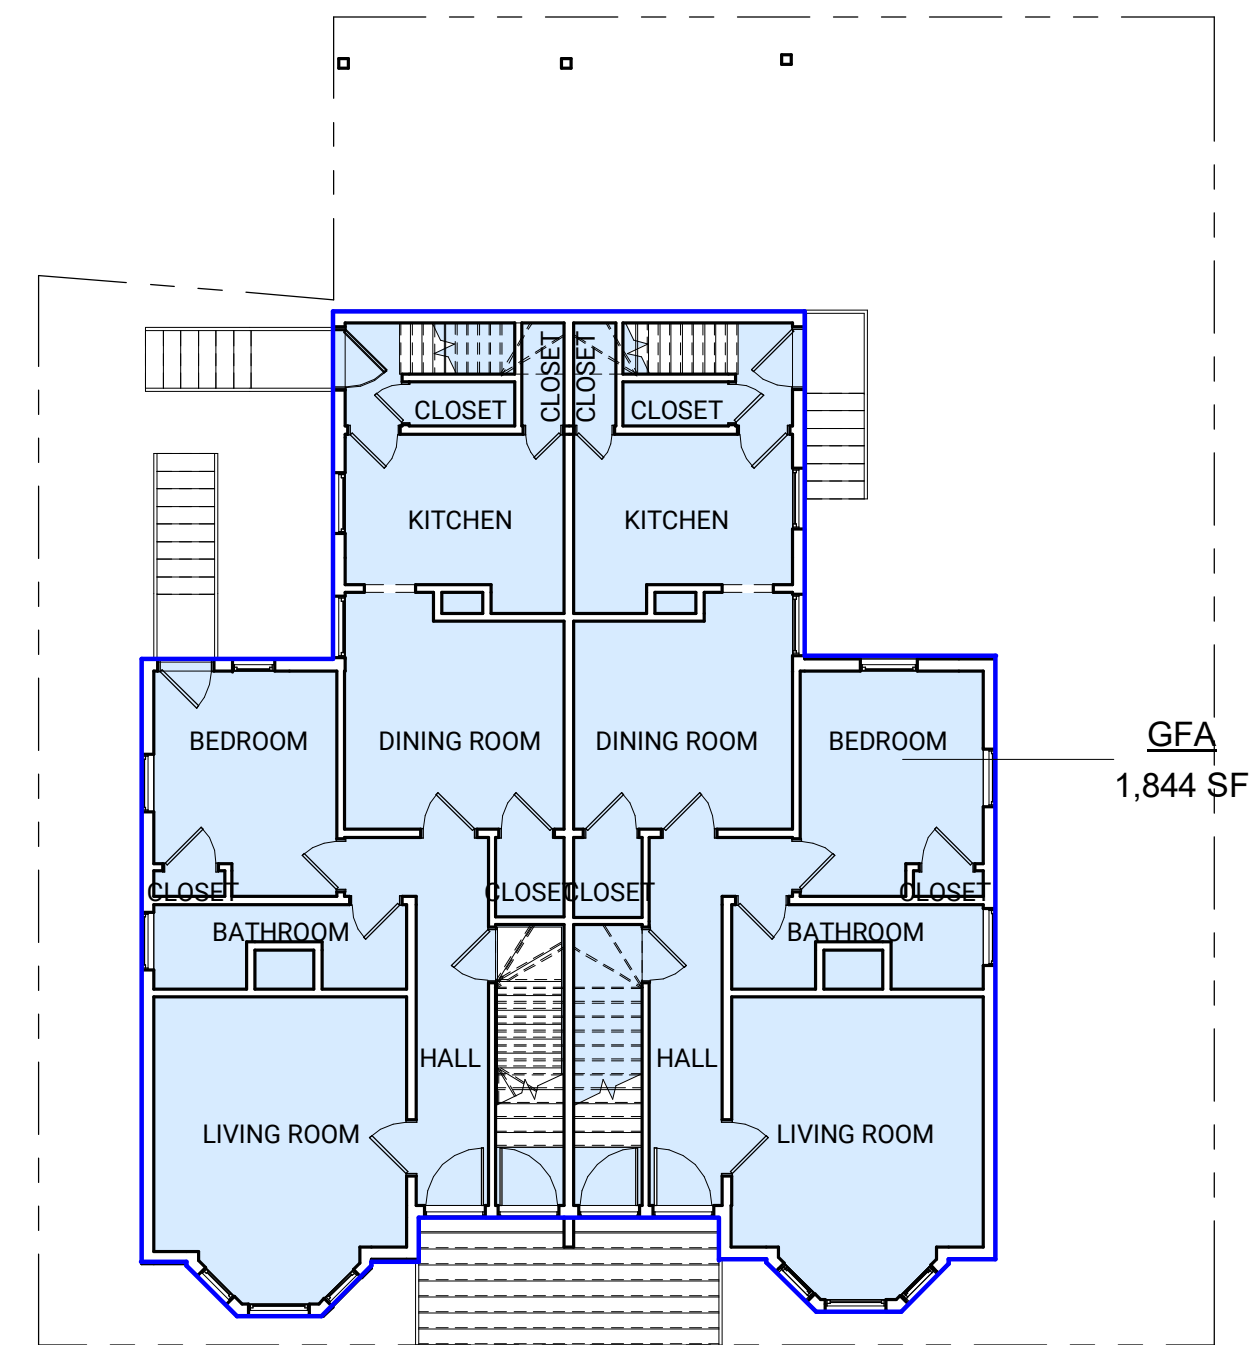 CLOSET
CLOSET
CLOSET
CLOSET
KITCHEN
KITCHEN
BEDROOM
DINING ROOM
DINING ROOM
BEDROOM
GFA
1,844 SF
CLOSET
CLOSET
CLOSET
CLOSET
BATHROOM
BATHROOM
HALL
HALL
LIVING ROOM
LIVING ROOM